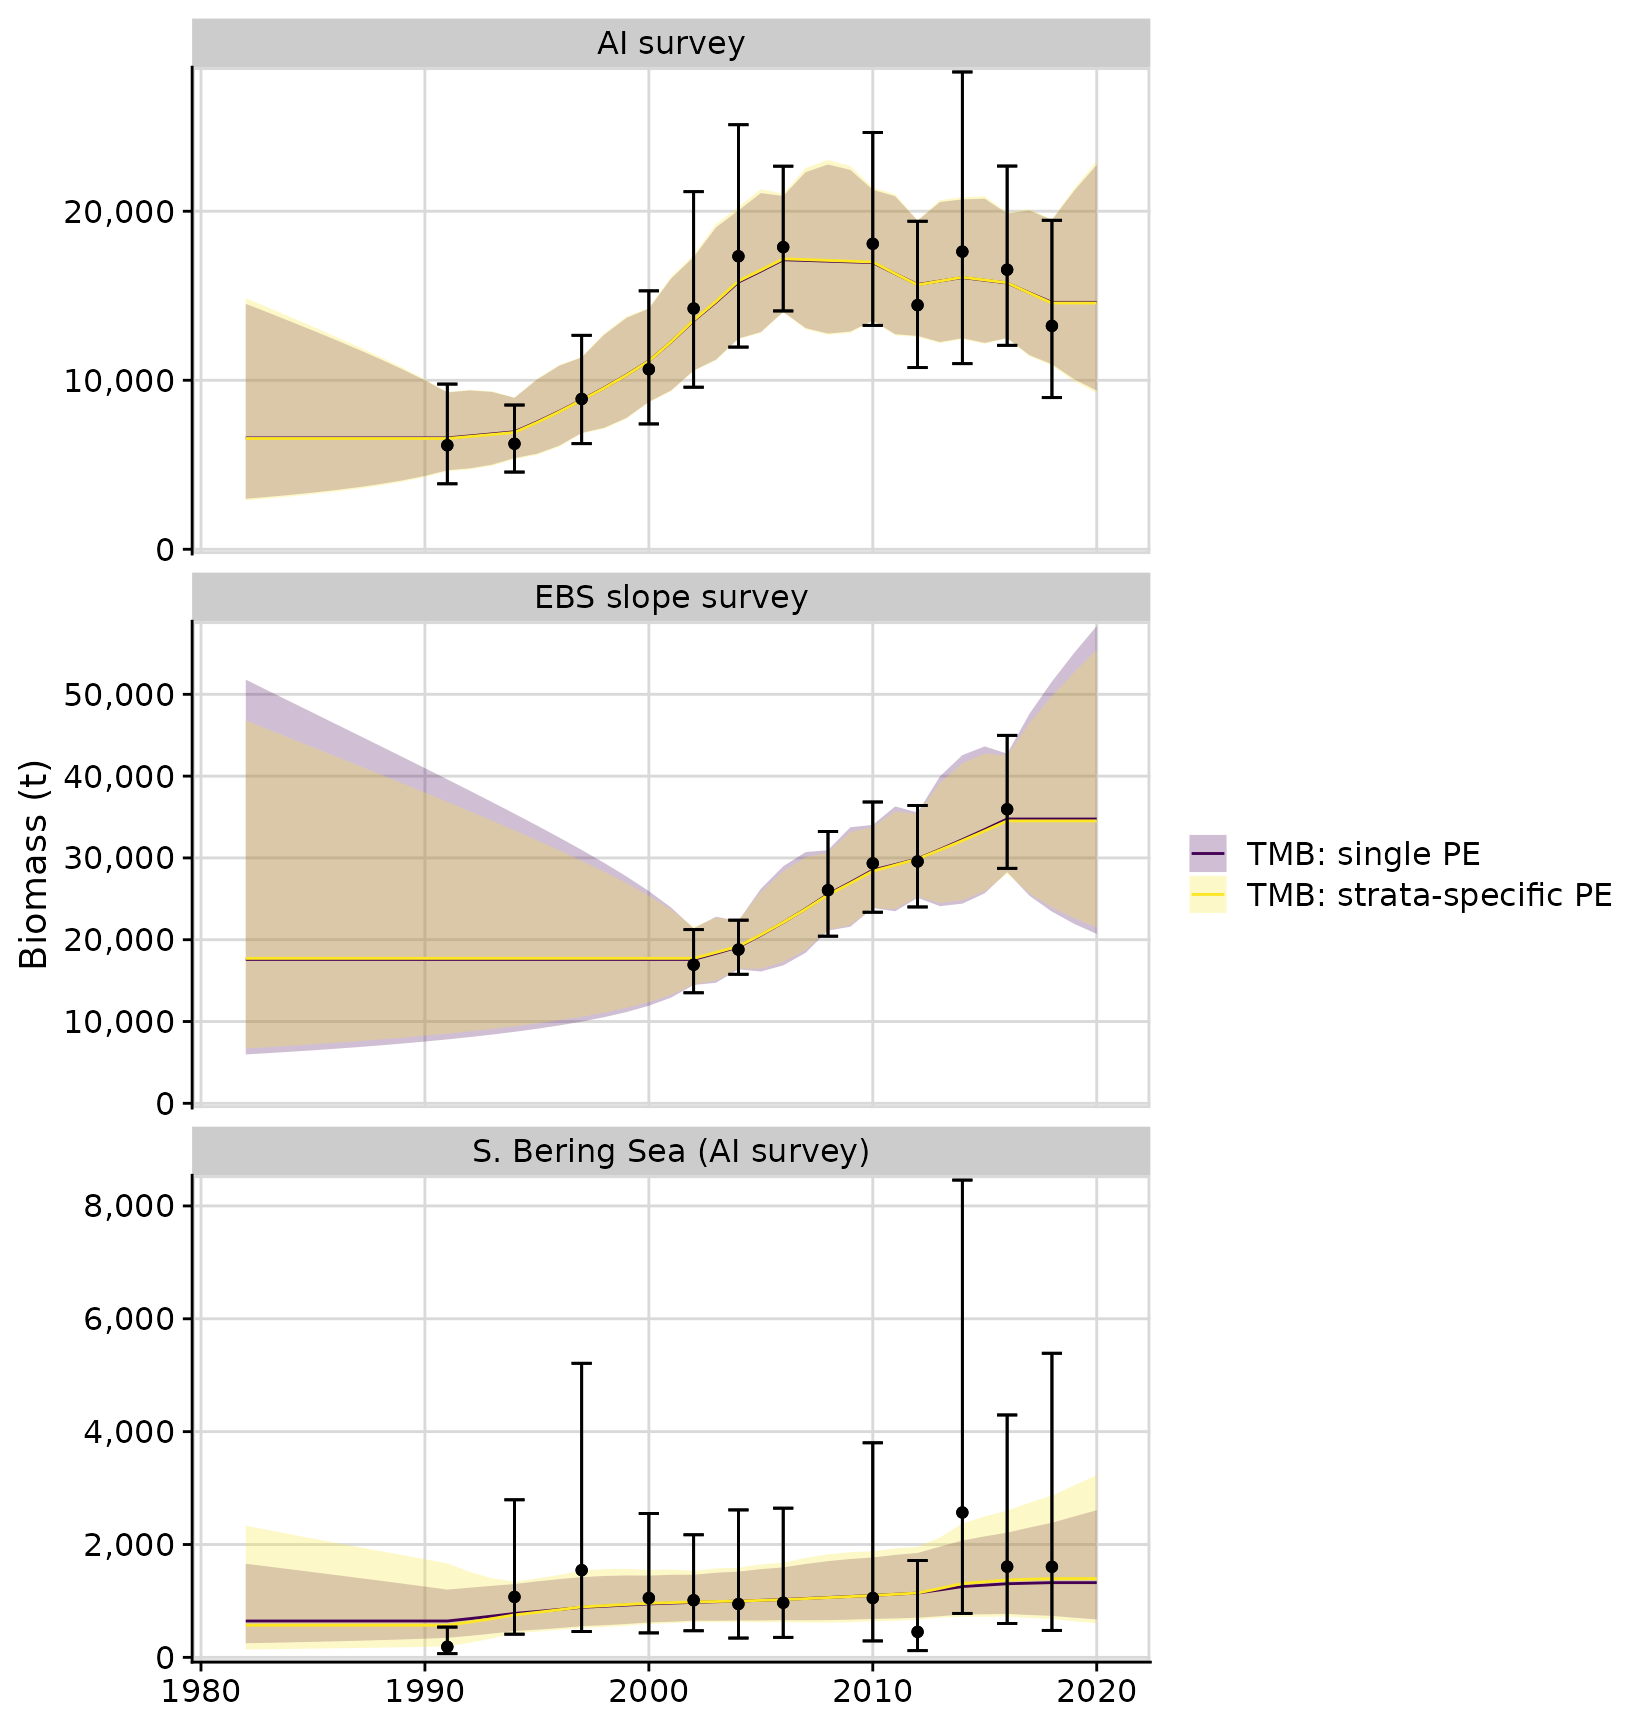 AI survey
20,000
10,000
0
EBS slope survey
50,000
40,000
30,000
20,000
10,000
0
Biomass (t)
TMB: single PE
TMB: strata-specific PE
S. Bering Sea (AI survey)
8,000
6,000
4,000
2,000
0
1980 1990 2000 2010 2020